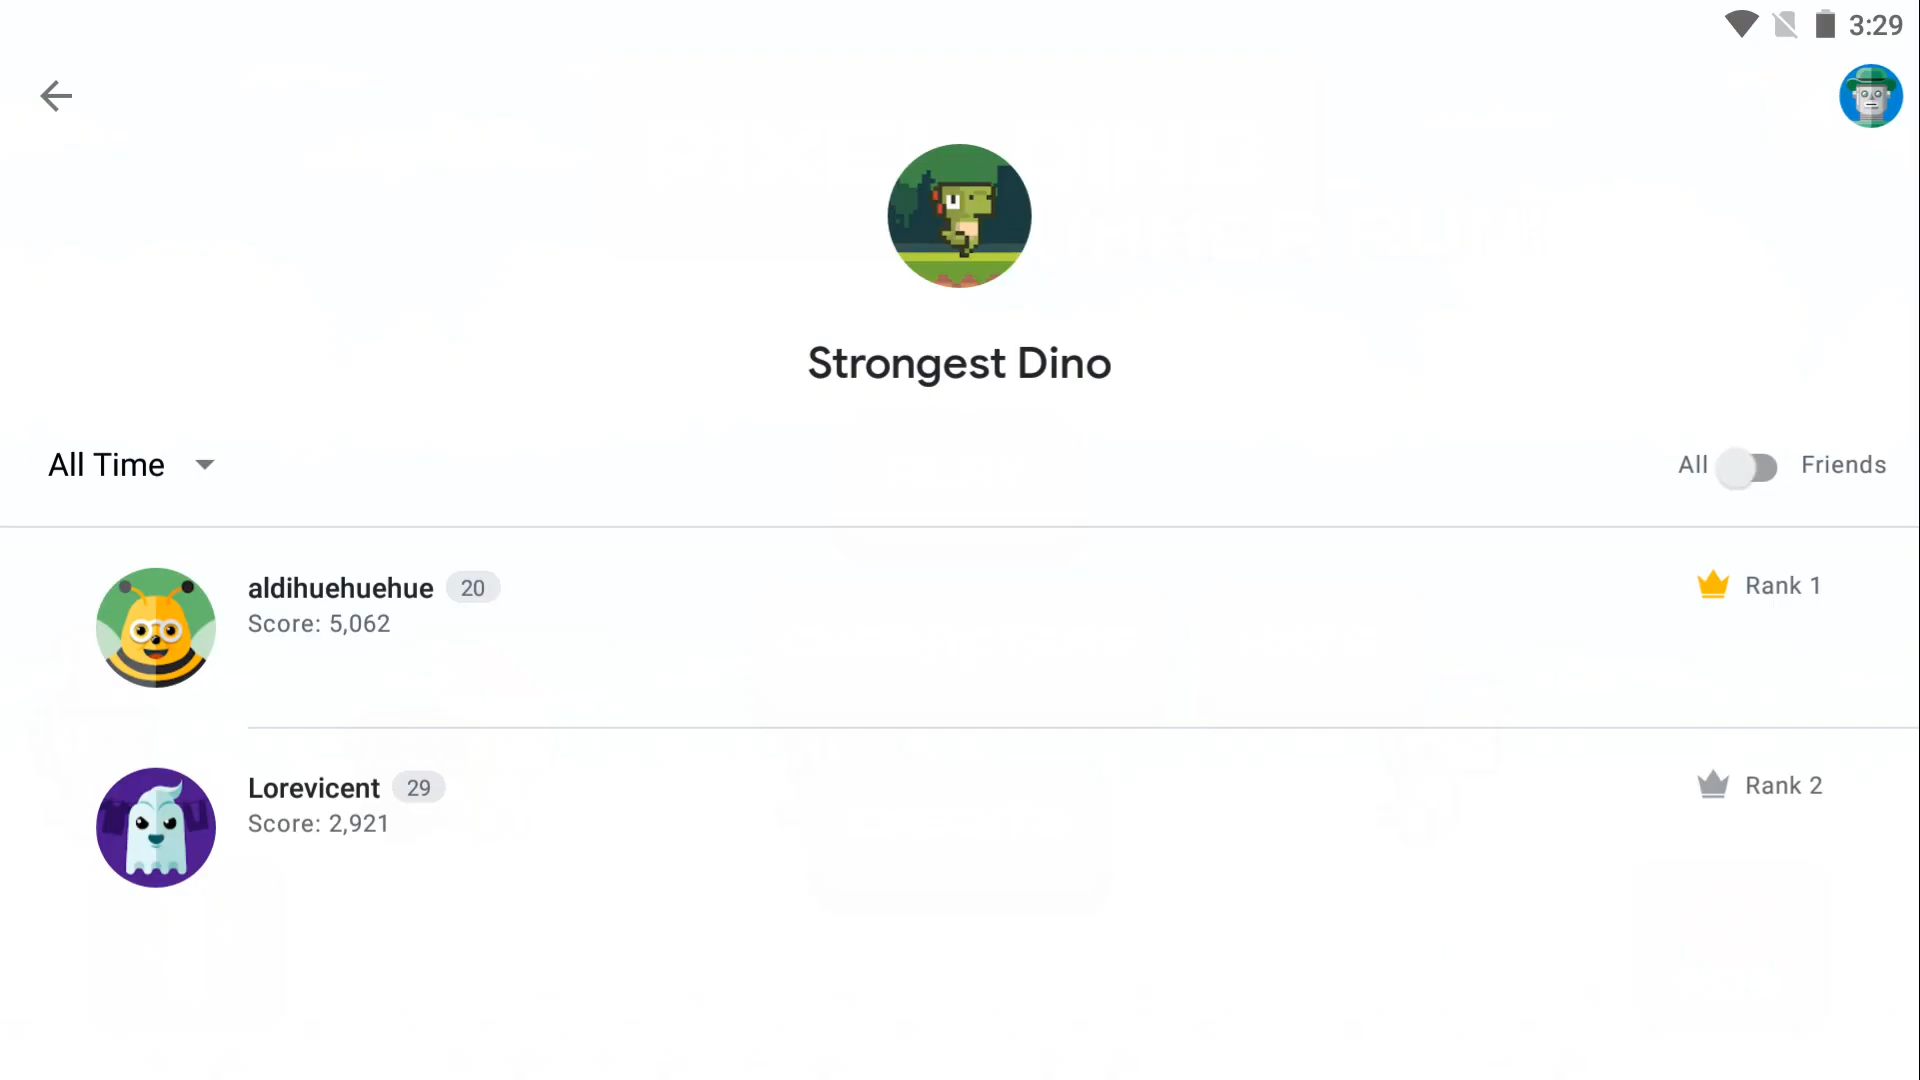 3:29
Strongest Dino
All Time
All Friends
aldihuehuehue 20
Rank 1
Score: 5,062
Lorevicent 29
Rank 2
Score: 2,921